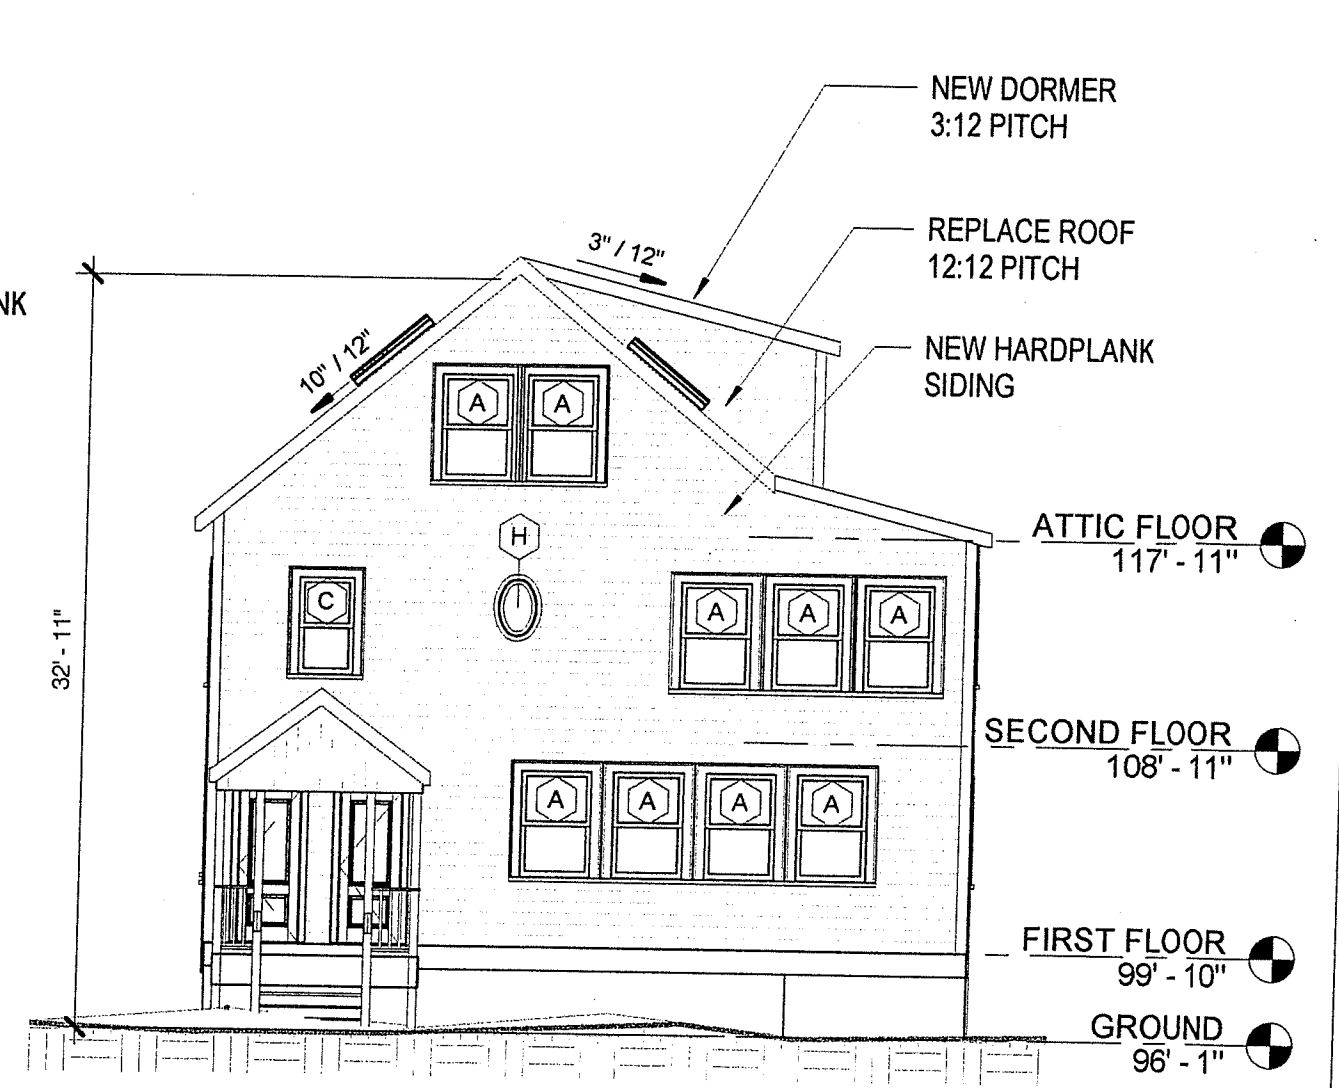 NEW DORMER
3:12 PITCH
REPLACE ROOF
12:12 PITCH
3" / 12"
NK
10" / 12"
NEW HARDPLANK
SIDING
A A
H
ATTIC FLOOR
117' - 11"
C
A A A
32' - 11"
SECOND FLOOR
108' - 11"
A A A A
FIRST FLOOR
99' - 10"
GROUND
96' - 1"